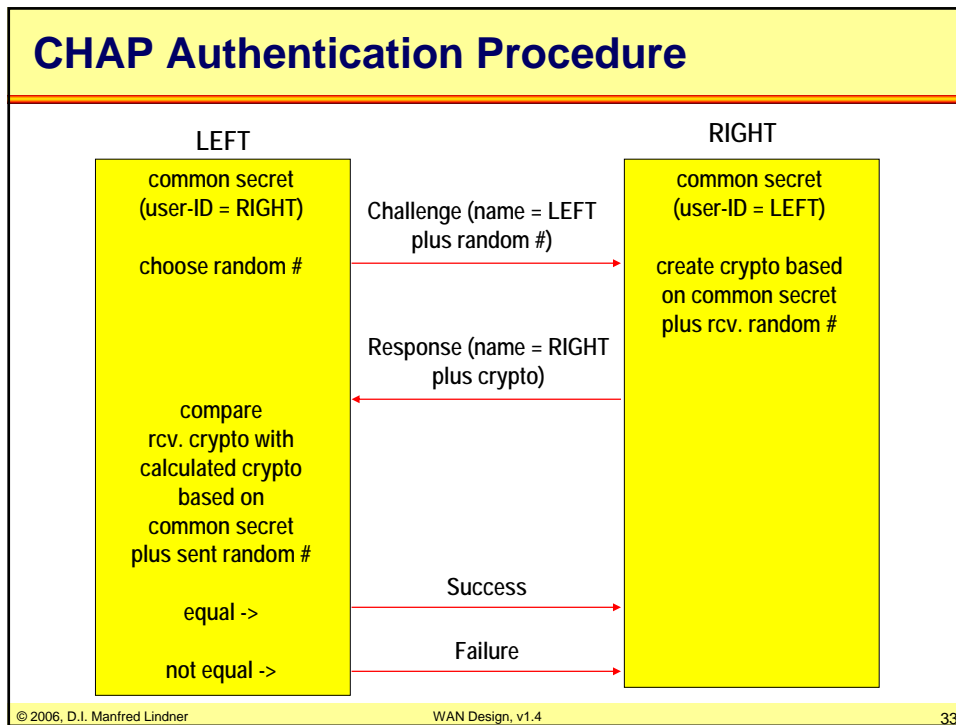 CHAP Authentication Procedure
LEFT
RIGHT
common secret
(user-ID = RIGHT)
choose random #
Challenge (name = LEFT
plus random #)
common secret
(user-ID = LEFT)
create crypto based
on common secret
plus rcv. random #
Response (name = RIGHT
plus crypto)
compare
rcv. crypto with
calculated crypto
based on
common secret
plus sent random #
equal ->
Success
not equal ->
Failure
© 2006, D.I. Manfred Lindner
WAN Design, v1.4
33